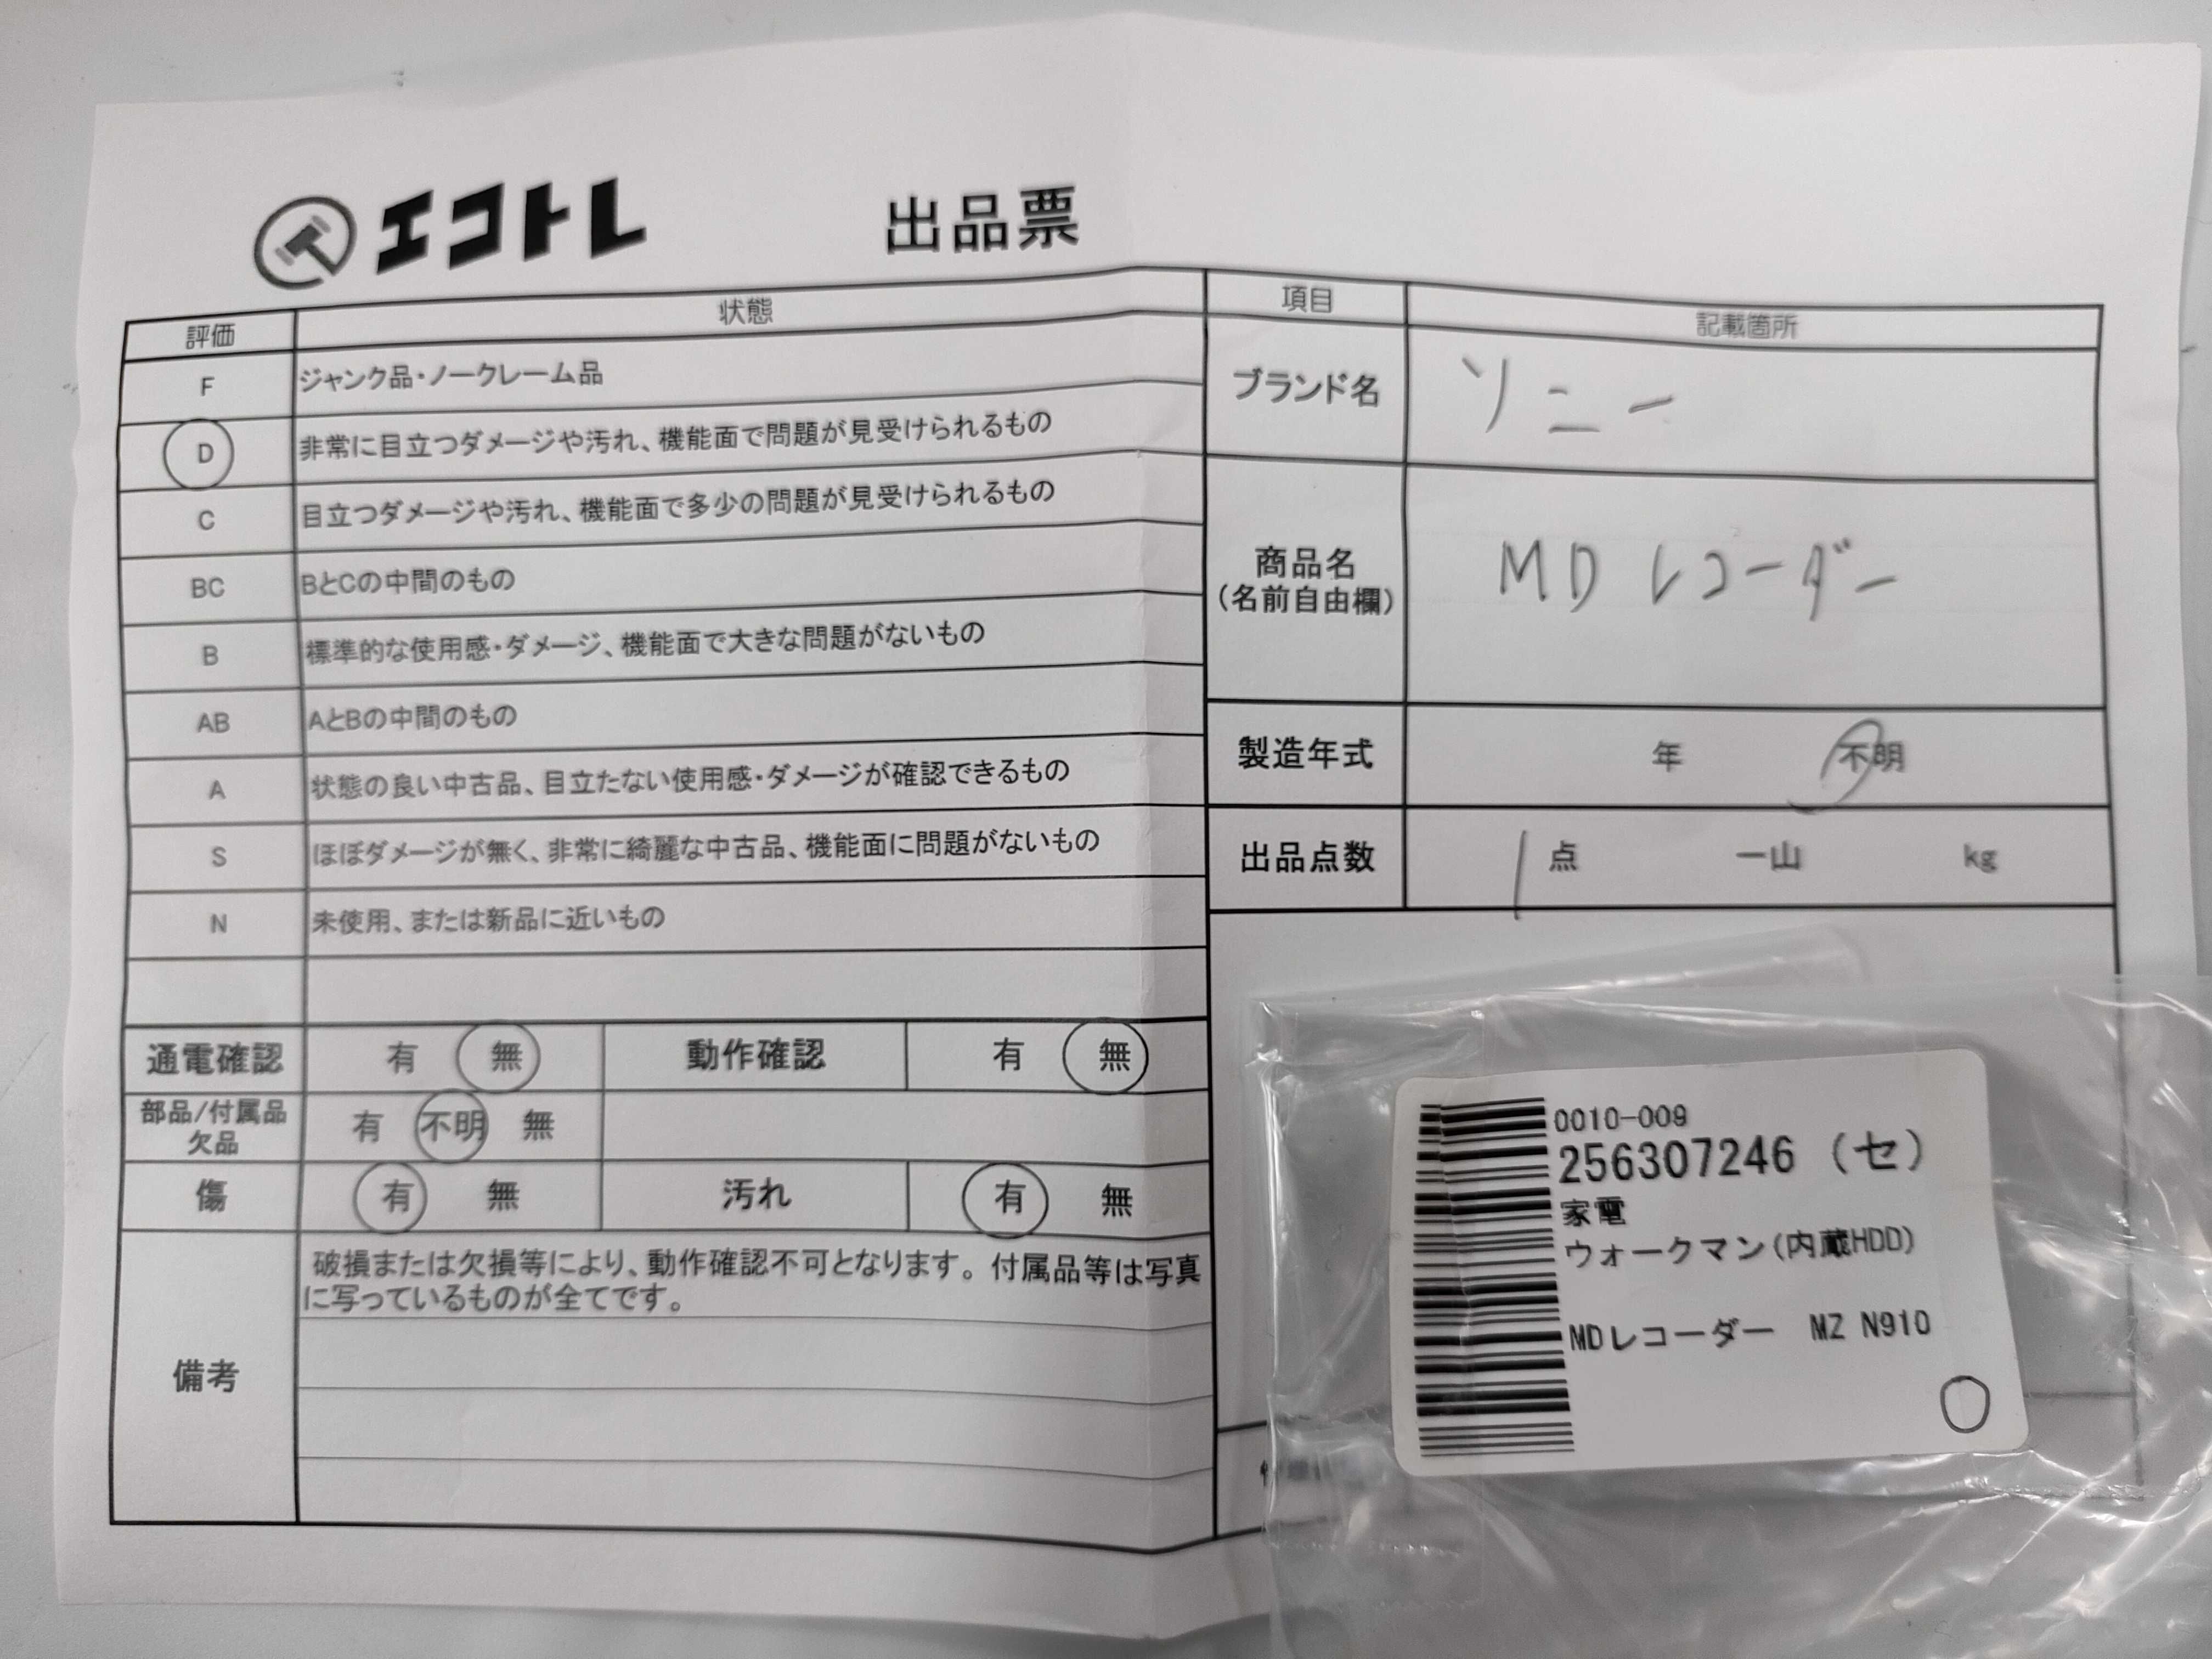 エコトレ 出品票
評価 状態
F ジャンク品・ノークレーム品
D 非常に目立つダメージや汚れ、機能面で問題が見受けられるもの
C 目立つダメージや汚れ、機能面で多少の問題が見受けられるもの
BC BとCの中間のもの
B 標準的な使用感・ダメージ、機能面で大きな問題がないもの
AB AとBの中間のもの
A 状態の良い中古品、目立たない使用感・ダメージが確認できるもの
S ほぼダメージが無く、非常に綺麗な中古品、機能面に問題がないもの
N 未使用、または新品に近いもの
通電確認 有 無 動作確認 有 無
部品/付属品
欠品 有 不明 無
傷 有 無 汚れ 有 無
備考
破損または欠損等により、動作確認不可となります。付属品等は写真
に写っているものが全てです。
項目 記載箇所
ブランド名 ソニー
商品名
(名前自由欄)
MDレコーダー
製造年式 年 不明
出品点数 1点 一山 kg
0010-009
256307246 (セ)
家電
ウォークマン(内蔵HDD)
MDレコーダー MZ N910